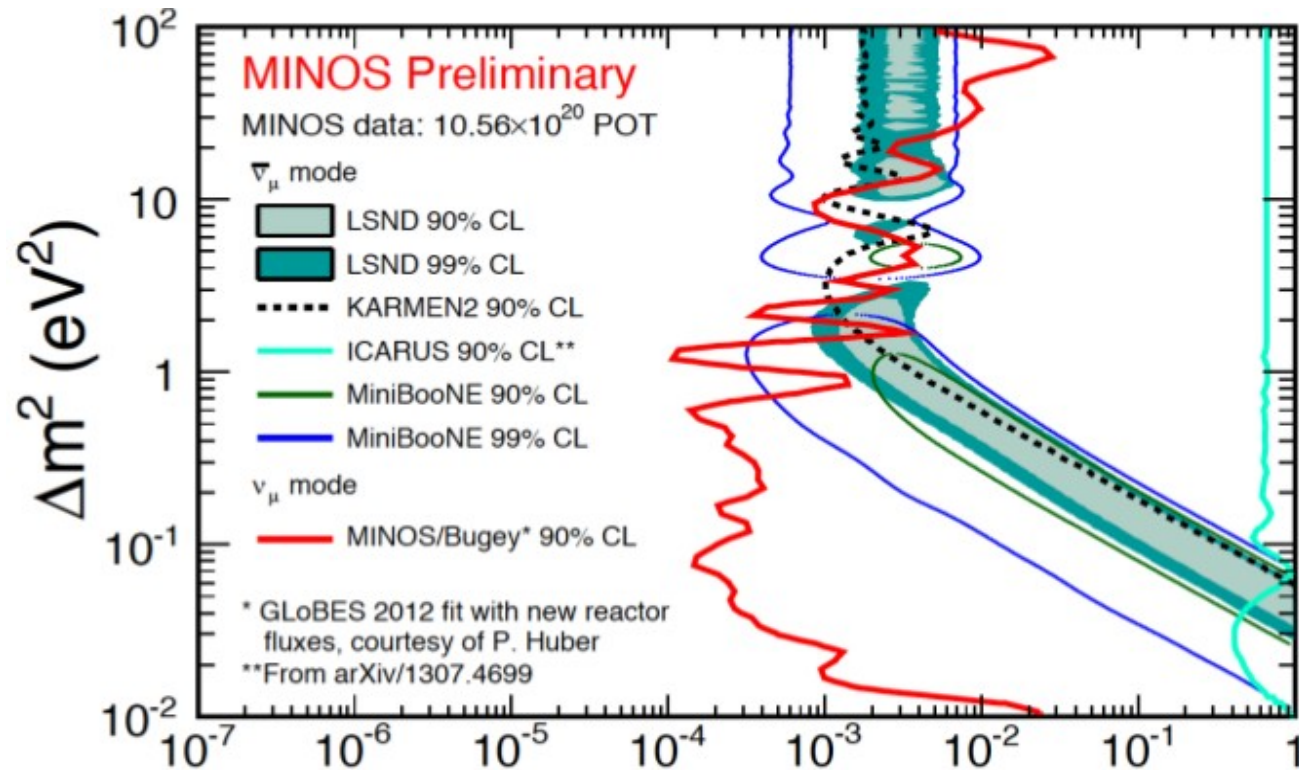 MINOS Preliminary
MINOS data: 10.56×10²⁰ POT
ν̅μ mode
LSND 90% CL
LSND 99% CL
KARMEN2 90% CL
ICARUS 90% CL**
MiniBooNE 90% CL
MiniBooNE 99% CL
νμ mode
MINOS/Bugey* 90% CL
* GLoBES 2012 fit with new reactor
fluxes, courtesy of P. Huber
**From arXiv/1307.4699
Δm² (eV²)
10²
10
1
10⁻¹
10⁻²
10⁻⁷ 10⁻⁶ 10⁻⁵ 10⁻⁴ 10⁻³ 10⁻² 10⁻¹ 1